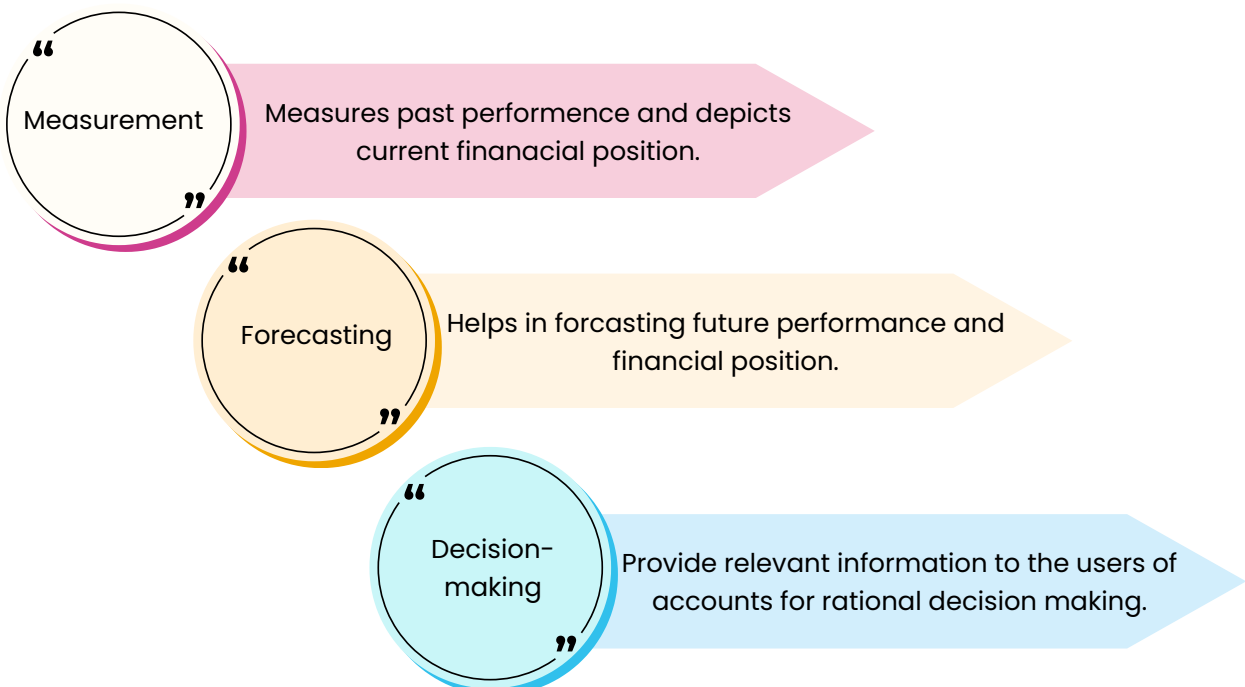 Measurement
Measures past performence and depicts
current finanacial position.
Forecasting
Helps in forcasting future performance and
financial position.
Decision-
making
Provide relevant information to the users of
accounts for rational decision making.